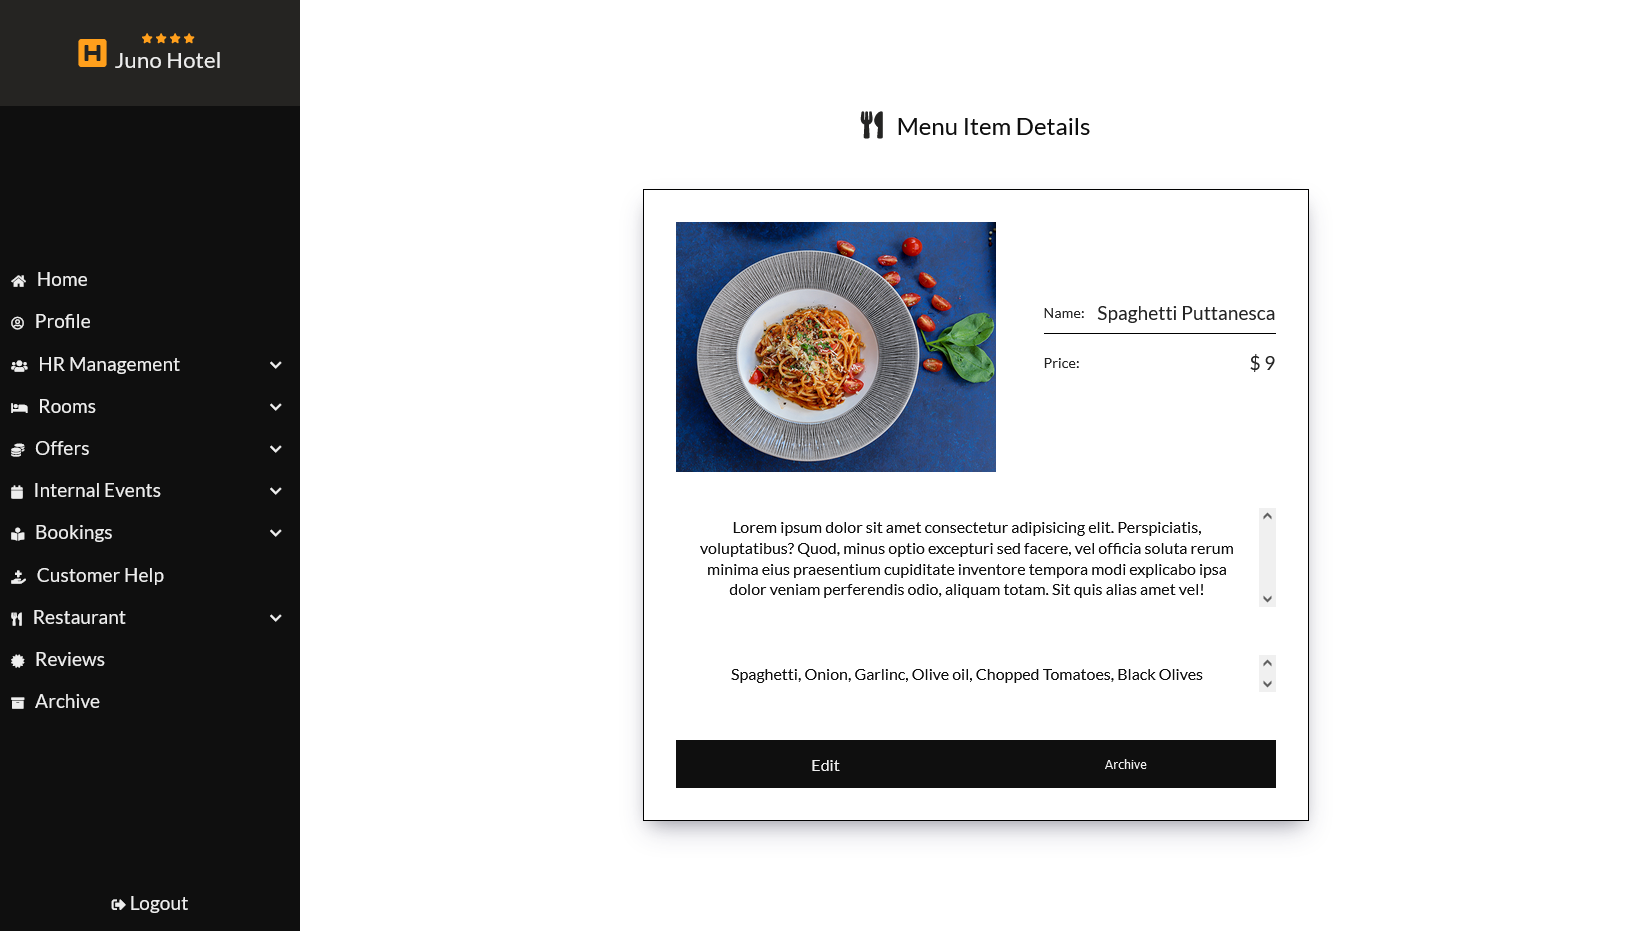 H
Juno Hotel
Home
Profile
HR Management
Rooms
Offers
Internal Events
Bookings
Customer Help
Restaurant
Reviews
Archive
Logout
Menu Item Details
Name: Spaghetti Puttanesca
Price: $ 9
Lorem ipsum dolor sit amet consectetur adipisicing elit. Perspiciatis,
voluptatibus? Quod, minus optio excepturi sed facere, vel officia soluta rerum
minima eius praesentium cupiditate inventore tempora modi explicabo ipsa
dolor veniam perferendis odio, aliquam totam. Sit quis alias amet vel!
Spaghetti, Onion, Garlinc, Olive oil, Chopped Tomatoes, Black Olives
Edit
Archive